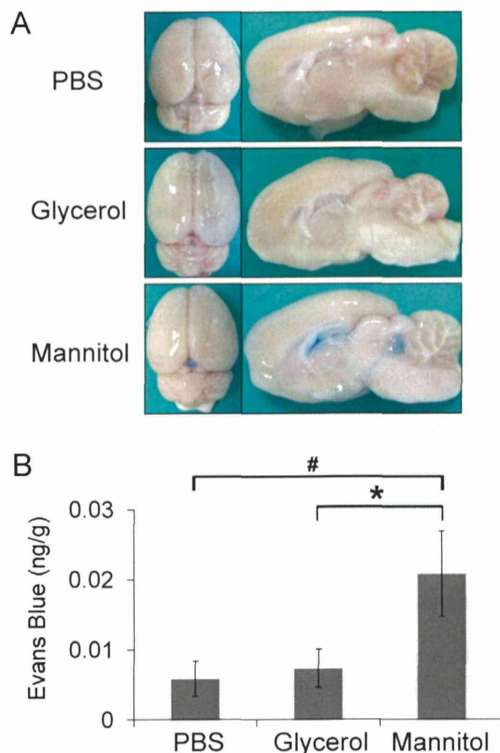 A
PBS
Glycerol
Mannitol
B
#
*
Evans Blue (ng/g)
0.03
0.02
0.01
0
PBS Glycerol Mannitol